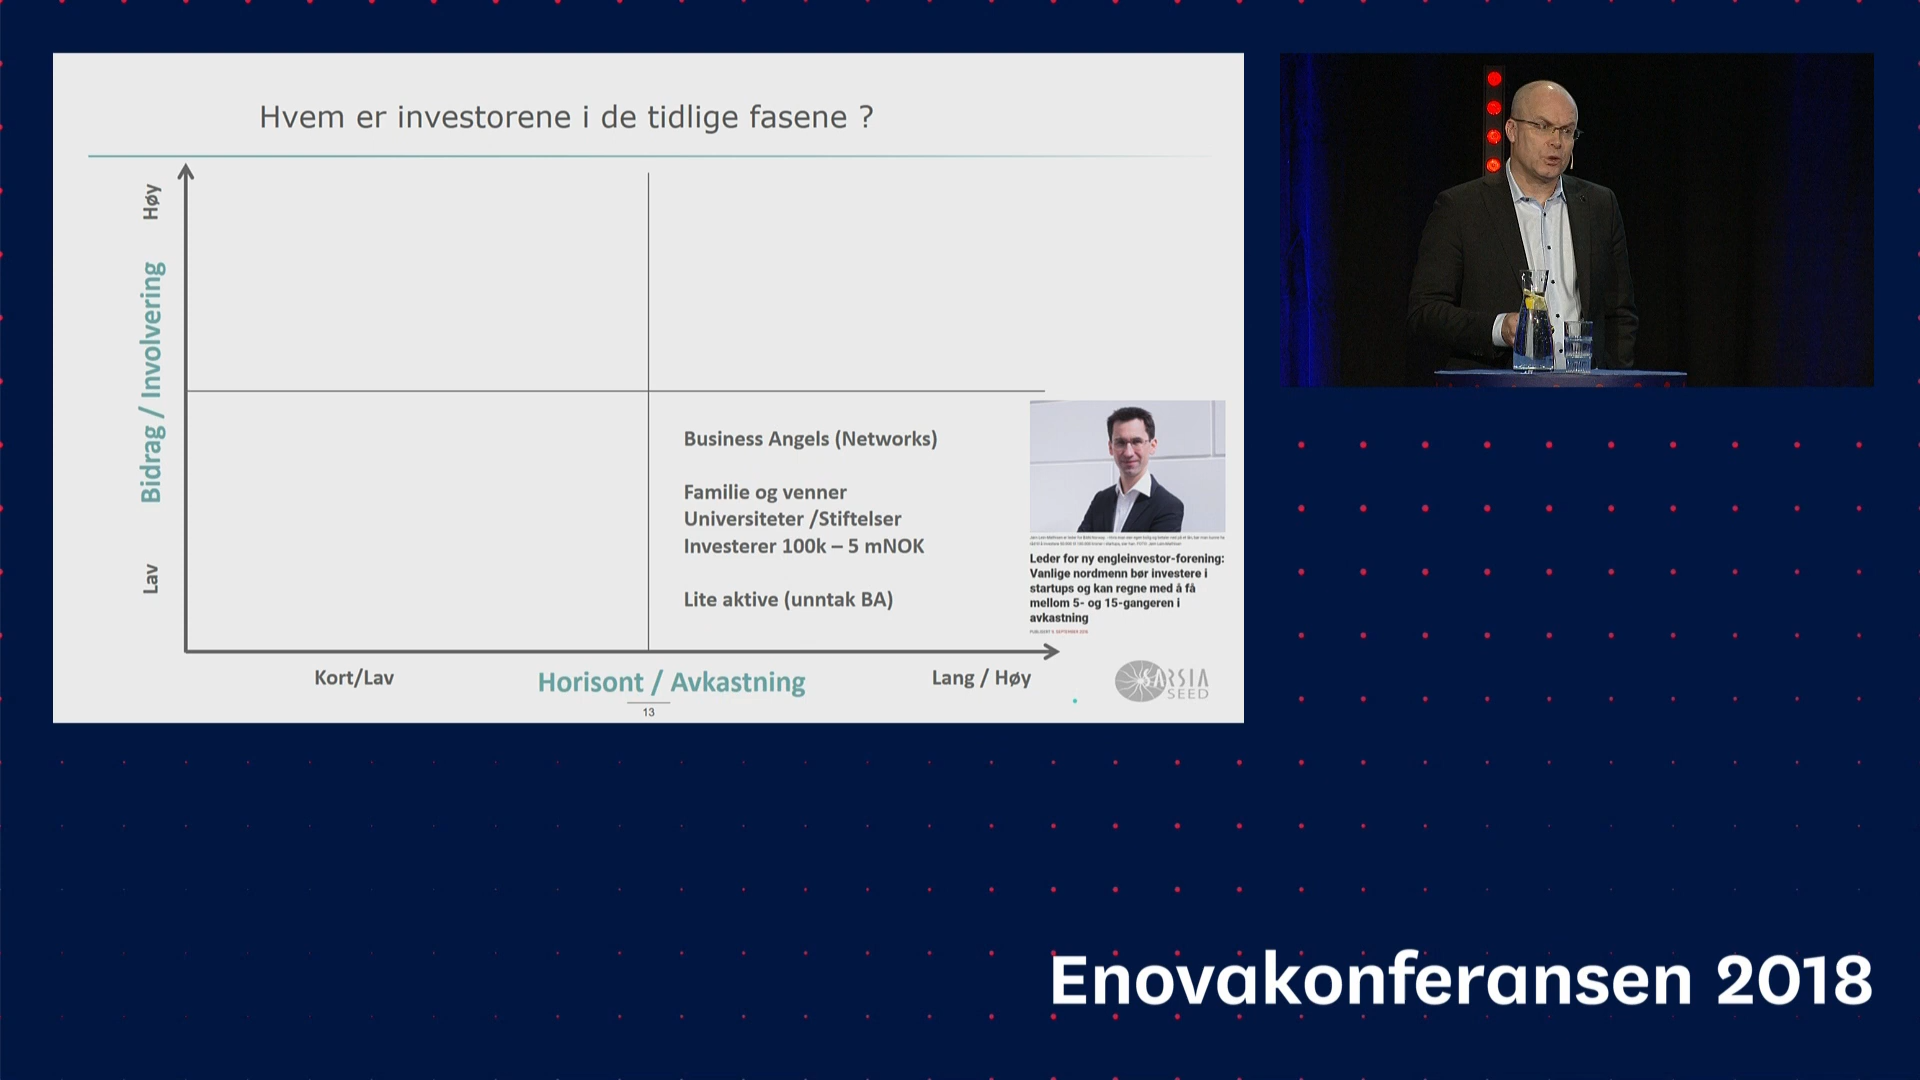 Hvem er investorene i de tidlige fasene ?
Høy
Bidrag / Involvering
Lav
Business Angels (Networks)
Familie og venner
Universiteter /Stiftelser
Investerer 100k – 5 mNOK
Lite aktive (unntak BA)
Leder for ny engleinvestor-forening:
Vanlige nordmenn bør investere i
startups og kan regne med å få
mellom 5- og 15-gangeren i
avkastning
Kort/Lav
Horisont / Avkastning
Lang / Høy
13
SARSIA
SEED
Enovakonferansen 2018